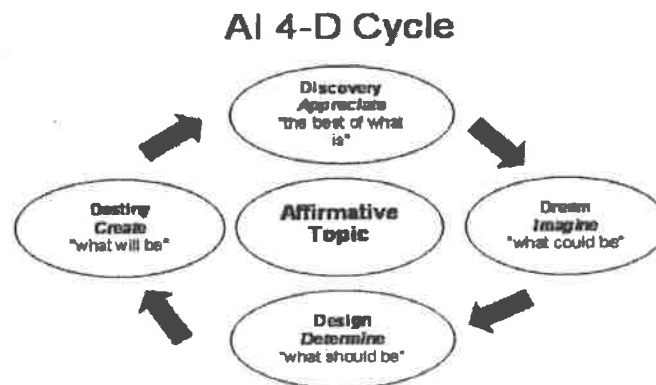 AI 4-D Cycle
Discovery
Appreciate
"the best of what
is"
Destiny
Create
"what will be"
Affirmative
Topic
Dream
Imagine
"what could be"
Design
Determine
"what should be"